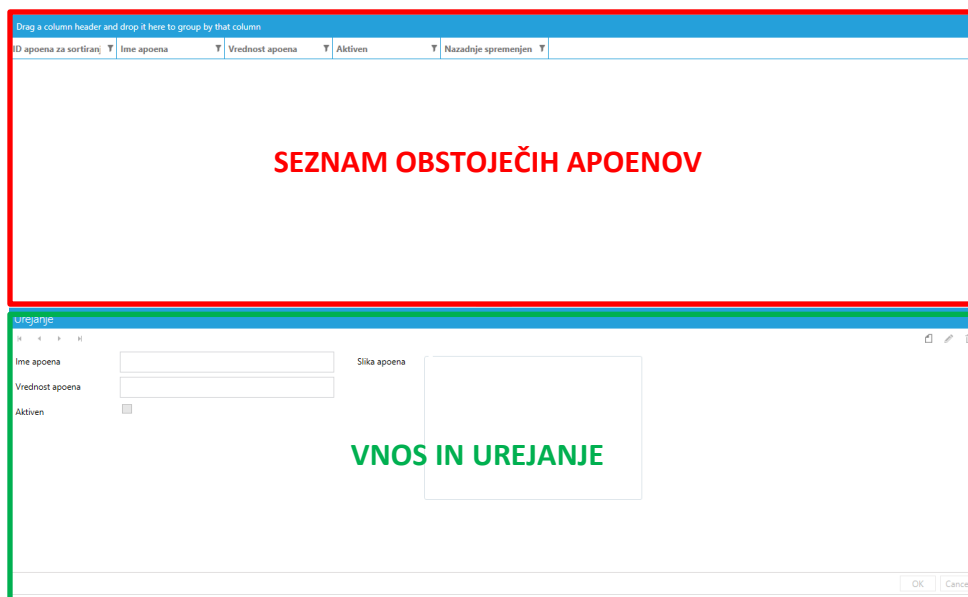 Drag a column header and drop it here to group by that column
ID apoena za sortiranj Ime apoena Vrednost apoena Aktiven Nazadnje spremenjen
SEZNAM OBSTOJEČIH APOENOV
Urejanje
Ime apoena
Slika apoena
Vrednost apoena
Aktiven
VNOS IN UREJANJE
OK Cance